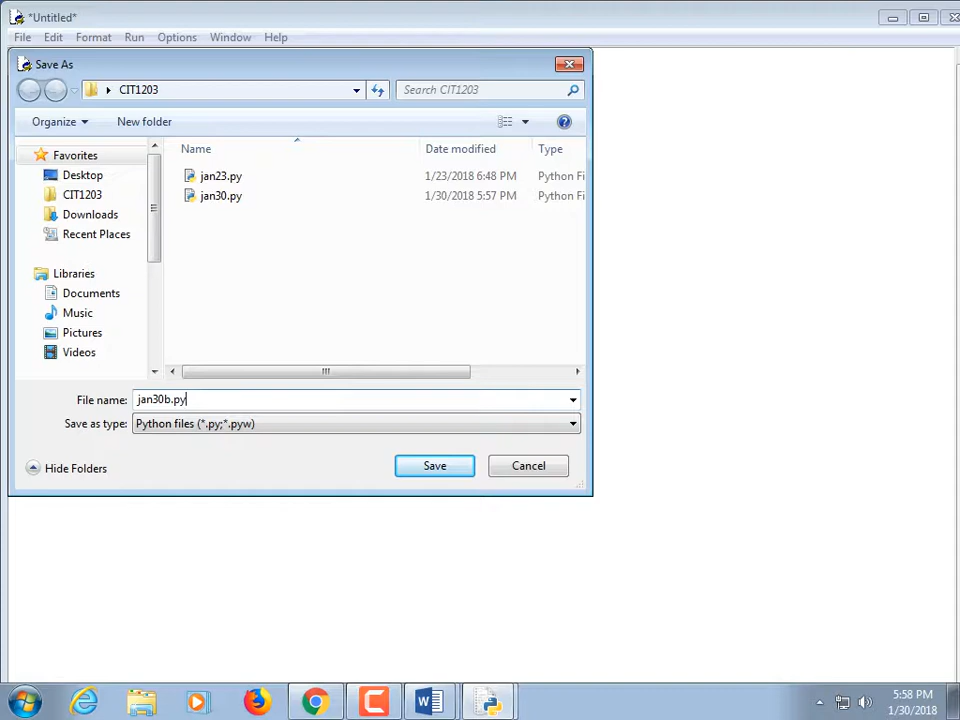 *Untitled*
File Edit Format Run Options Window Help
Save As
CIT1203
Search CIT1203
Organize New folder
Name Date modified Type
Favorites
Desktop
CIT1203
Downloads
Recent Places
Libraries
Documents
Music
Pictures
Videos
jan23.py 1/23/2018 6:48 PM Python Fi
jan30.py 1/30/2018 5:57 PM Python Fi
File name: jan30b.py
Save as type: Python files (*.py;*.pyw)
Hide Folders
Save Cancel
5:58 PM
1/30/2018